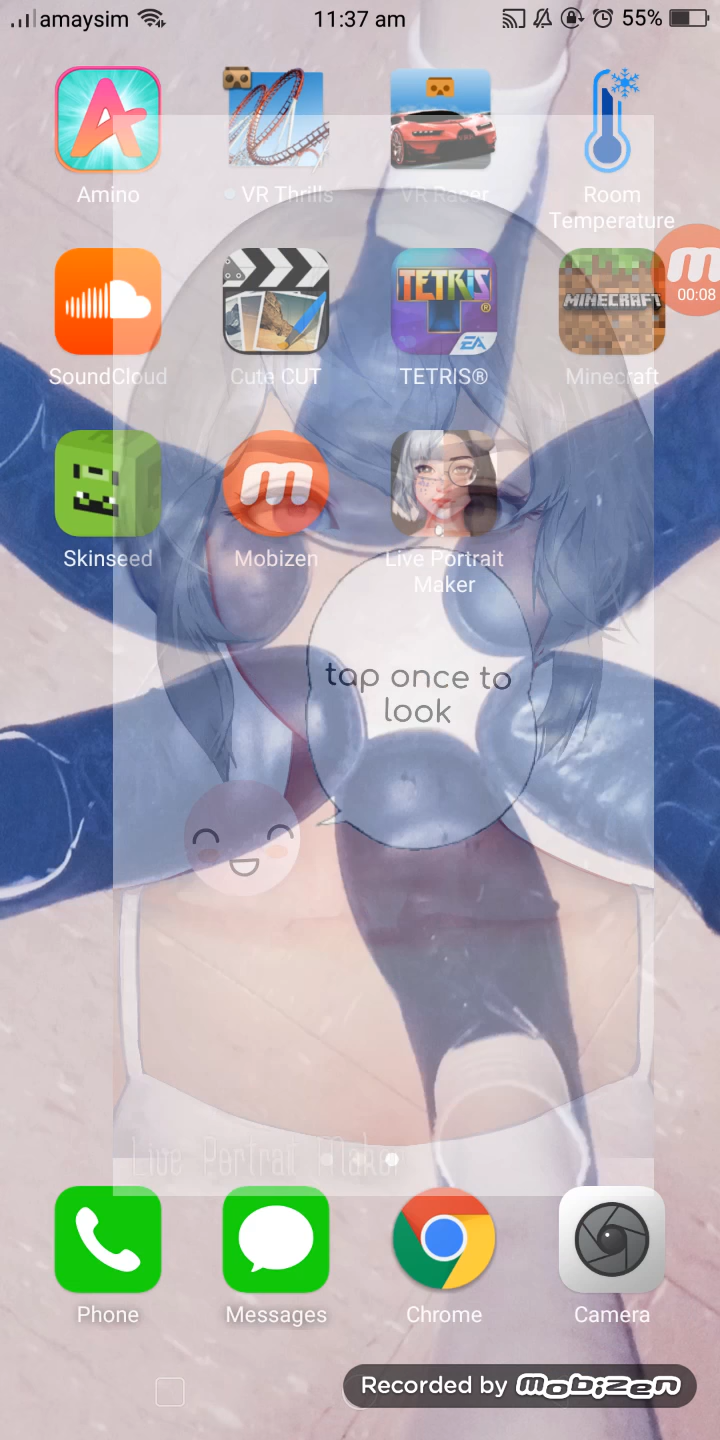 amaysim
11:37 am
55%
Amino
VR Thrills
VR Racer
Room
Temperature
00:08
SoundCloud
Cute CUT
TETRIS®
EA
TETRIS®
MINECRAFT
Minecraft
Skinseed
Mobizen
Live Portrait
Maker
tap once to
look
Live Portrait Maker
Phone
Messages
Chrome
Camera
Recorded by mobizen